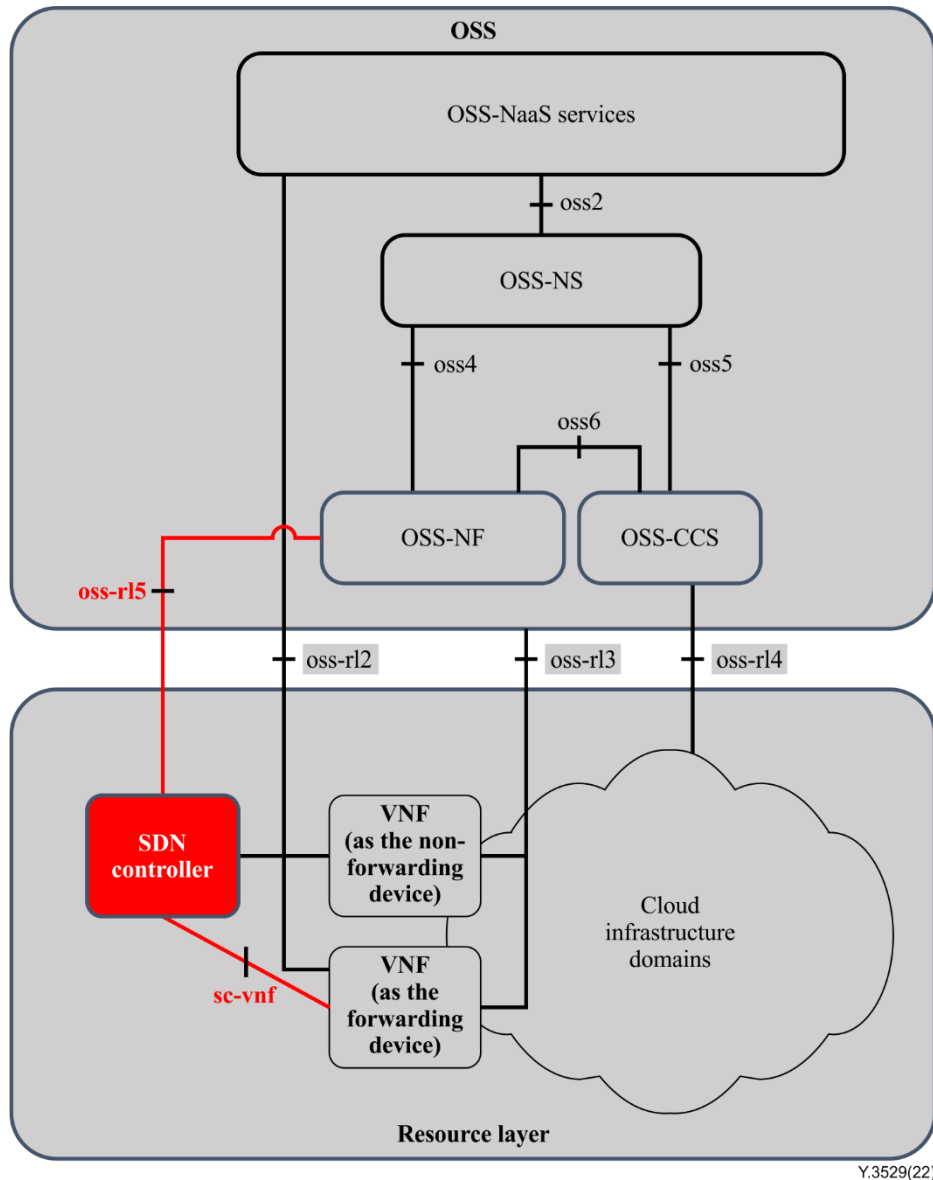 OSS
OSS-NaaS services
oss2
OSS-NS
oss4
oss5
oss6
OSS-NF
OSS-CCS
oss-rl5
oss-rl2
oss-rl3
oss-rl4
SDN
controller
VNF
(as the non-
forwarding
device)
Cloud
infrastructure
domains
sc-vnf
VNF
(as the
forwarding
device)
Resource layer
Y.3529(22)